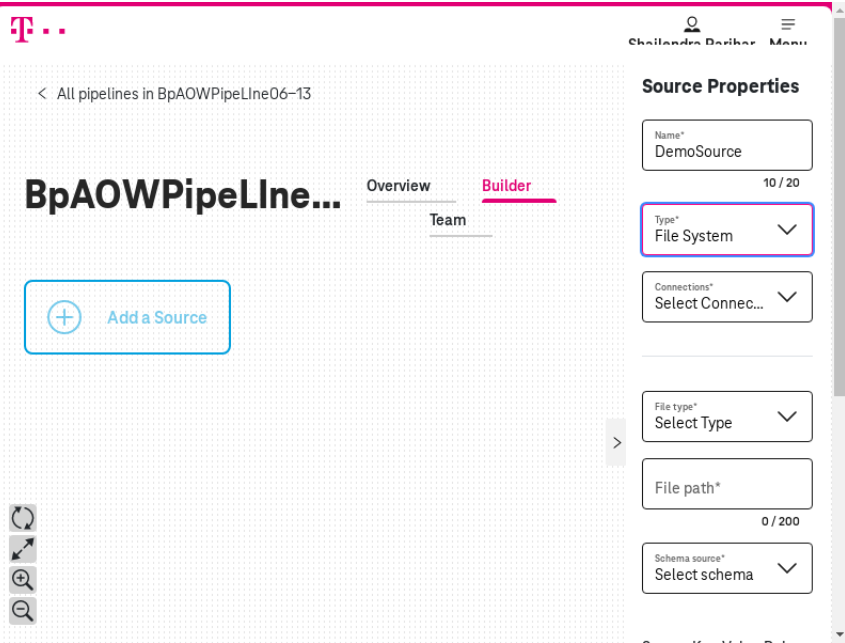 T
Shailendra Parihar Menu
All pipelines in BpAOWPipeLIne06-13
BpAOWPipeLIne...
Overview
Builder
Team
Add a Source
Source Properties
Name*
DemoSource
10 / 20
Type*
File System
Connections*
Select Connec...
File type*
Select Type
File path*
0 / 200
Schema source*
Select schema